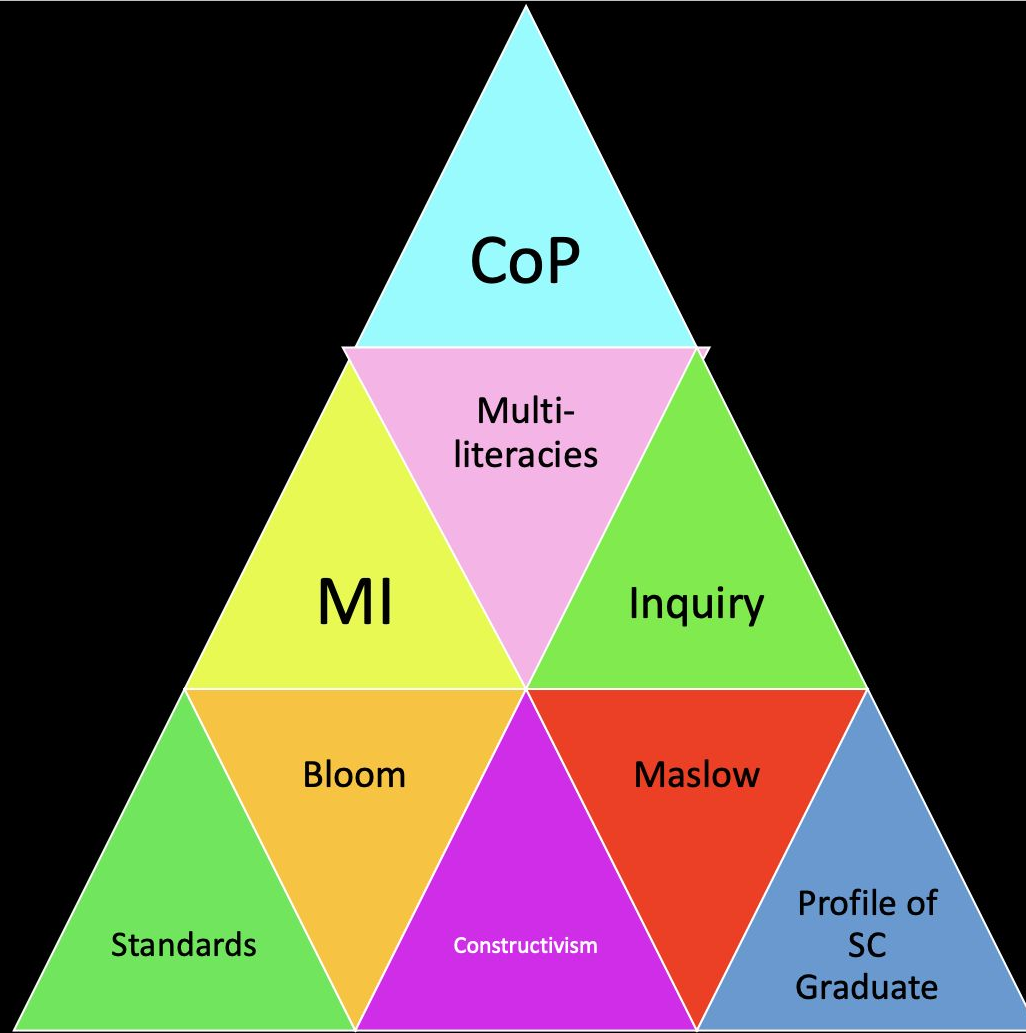 CoP
Multi-
literacies
MI
Inquiry
Bloom
Maslow
Standards
Constructivism
Profile of
SC
Graduate